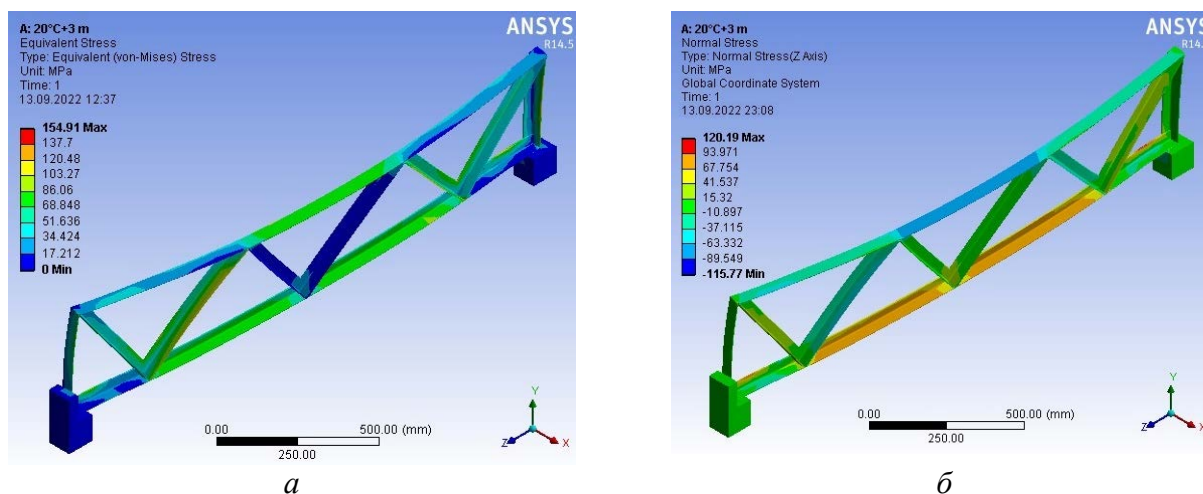 A: 20°C+3 m
Equivalent Stress
Type: Equivalent (von-Mises) Stress
Unit: MPa
Time: 1
13.09.2022 12:37
154.91 Max
137.7
120.48
103.27
86.06
68.848
51.636
34.424
17.212
0 Min
ANSYS
R14.5
0.00
500.00 (mm)
250.00
Y
Z
X
а
A: 20°C+3 m
Normal Stress
Type: Normal Stress(Z Axis)
Unit: MPa
Global Coordinate System
Time: 1
13.09.2022 23:08
120.19 Max
93.971
67.754
41.537
15.32
-10.897
-37.115
-63.332
-89.549
-115.77 Min
ANSYS
R14.5
0.00
500.00 (mm)
250.00
Y
Z
X
б